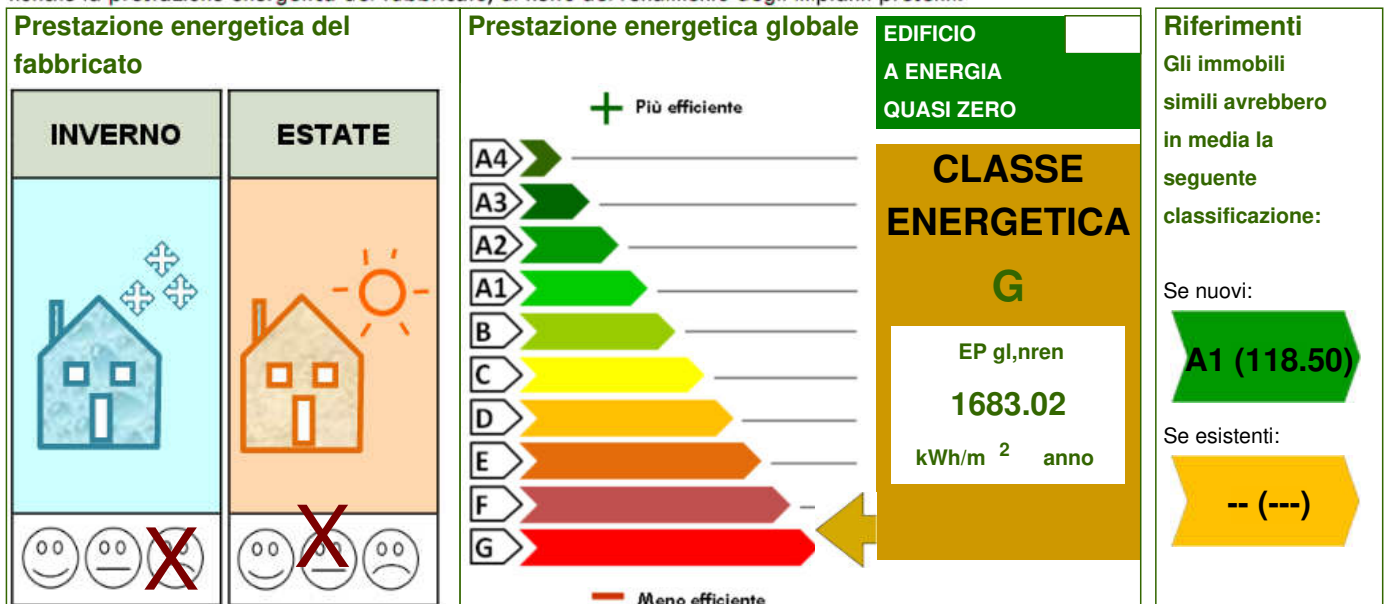 Prestazione energetica del
fabbricato
INVERNO
ESTATE
X
X
Prestazione energetica globale
Più efficiente
A4
A3
A2
A1
B
C
D
E
F
G
Meno efficiente
EDIFICIO
A ENERGIA
QUASI ZERO
CLASSE
ENERGETICA
G
EP gl,nren
1683.02
kWh/m 2 anno
Riferimenti
Gli immobili
simili avrebbero
in media la
seguente
classificazione:
Se nuovi:
A1 (118.50)
Se esistenti:
-- (---)